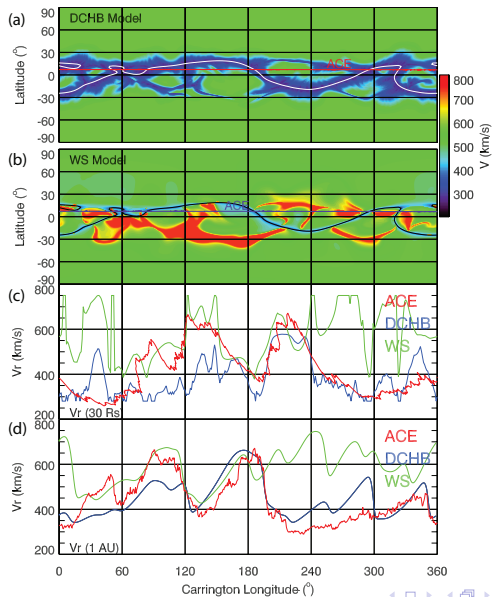 (a)
DCHB Model
90
60
30
0
-30
-60
-90
Latitude (°)
ACE
800
700
600
500
400
300
V (km/s)
(b)
WS Model
90
60
30
0
-30
-60
-90
Latitude (°)
ACE
(c)
800
600
400
200
Vr (km/s)
ACE
DCHB
WS
Vr (30 Rs)
(d)
800
600
400
200
Vr (km/s)
ACE
DCHB
WS
Vr (1 AU)
0 60 120 180 240 300 360
Carrington Longitude (°)